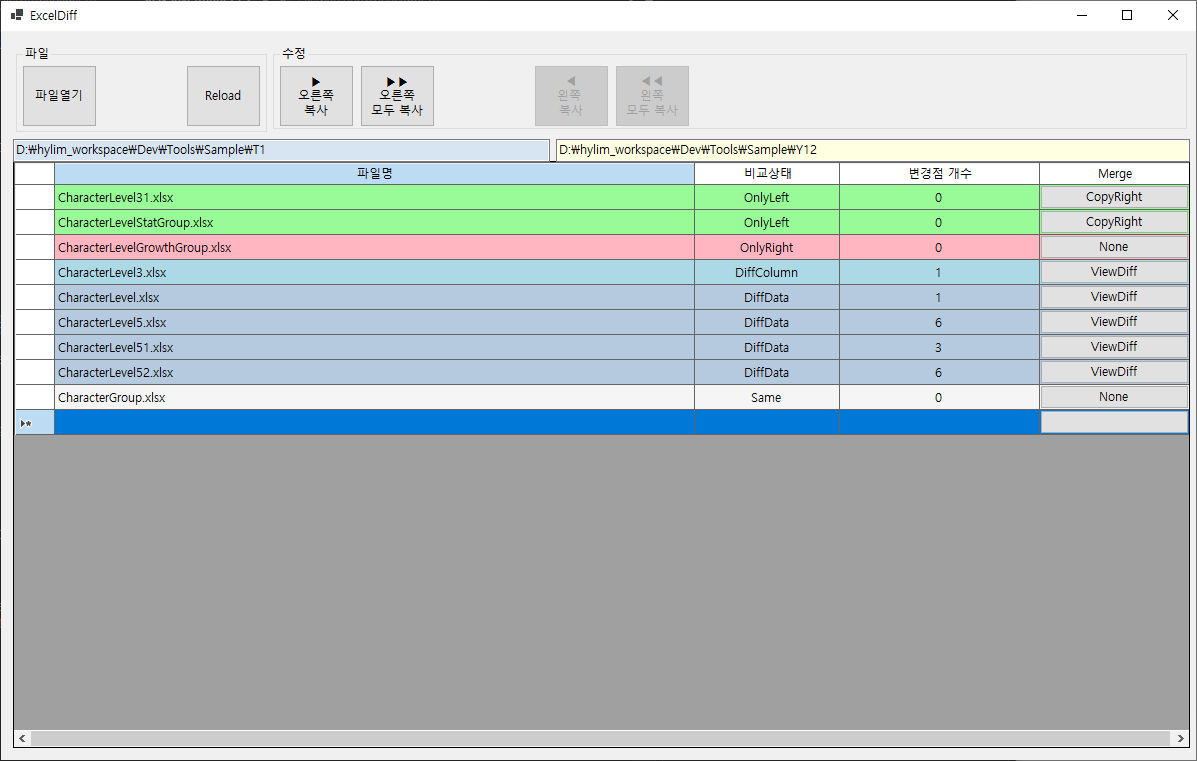 ExcelDiff
파일
수정
파일열기
Reload
▶
오른쪽
복사
▶▶
오른쪽
모두 복사
◀
왼쪽
복사
◀◀
왼쪽
모두 복사
D:₩hylim_workspace₩Dev₩Tools₩Sample₩T1
D:₩hylim_workspace₩Dev₩Tools₩Sample₩Y12
파일명 비교상태 변경점 개수 Merge
CharacterLevel31.xlsx OnlyLeft 0 CopyRight
CharacterLevelStatGroup.xlsx OnlyLeft 0 CopyRight
CharacterLevelGrowthGroup.xlsx OnlyRight 0 None
CharacterLevel3.xlsx DiffColumn 1 ViewDiff
CharacterLevel.xlsx DiffData 1 ViewDiff
CharacterLevel5.xlsx DiffData 6 ViewDiff
CharacterLevel51.xlsx DiffData 3 ViewDiff
CharacterLevel52.xlsx DiffData 6 ViewDiff
CharacterGroup.xlsx Same 0 None